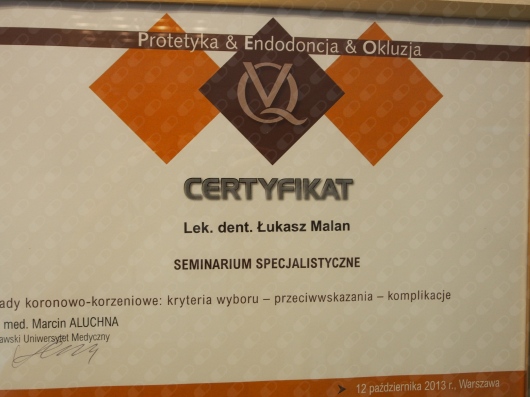 Protetyka & Endodoncja & Okluzja
VQ
CERTYFIKAT
Lek. dent. Łukasz Malan
SEMINARIUM SPECJALISTYCZNE
ady koronowo-korzeniowe: kryteria wyboru – przeciwwskazania – komplikacje
med. Marcin ALUCHNA
awski Uniwersytet Medyczny
12 października 2013 r., Warszawa